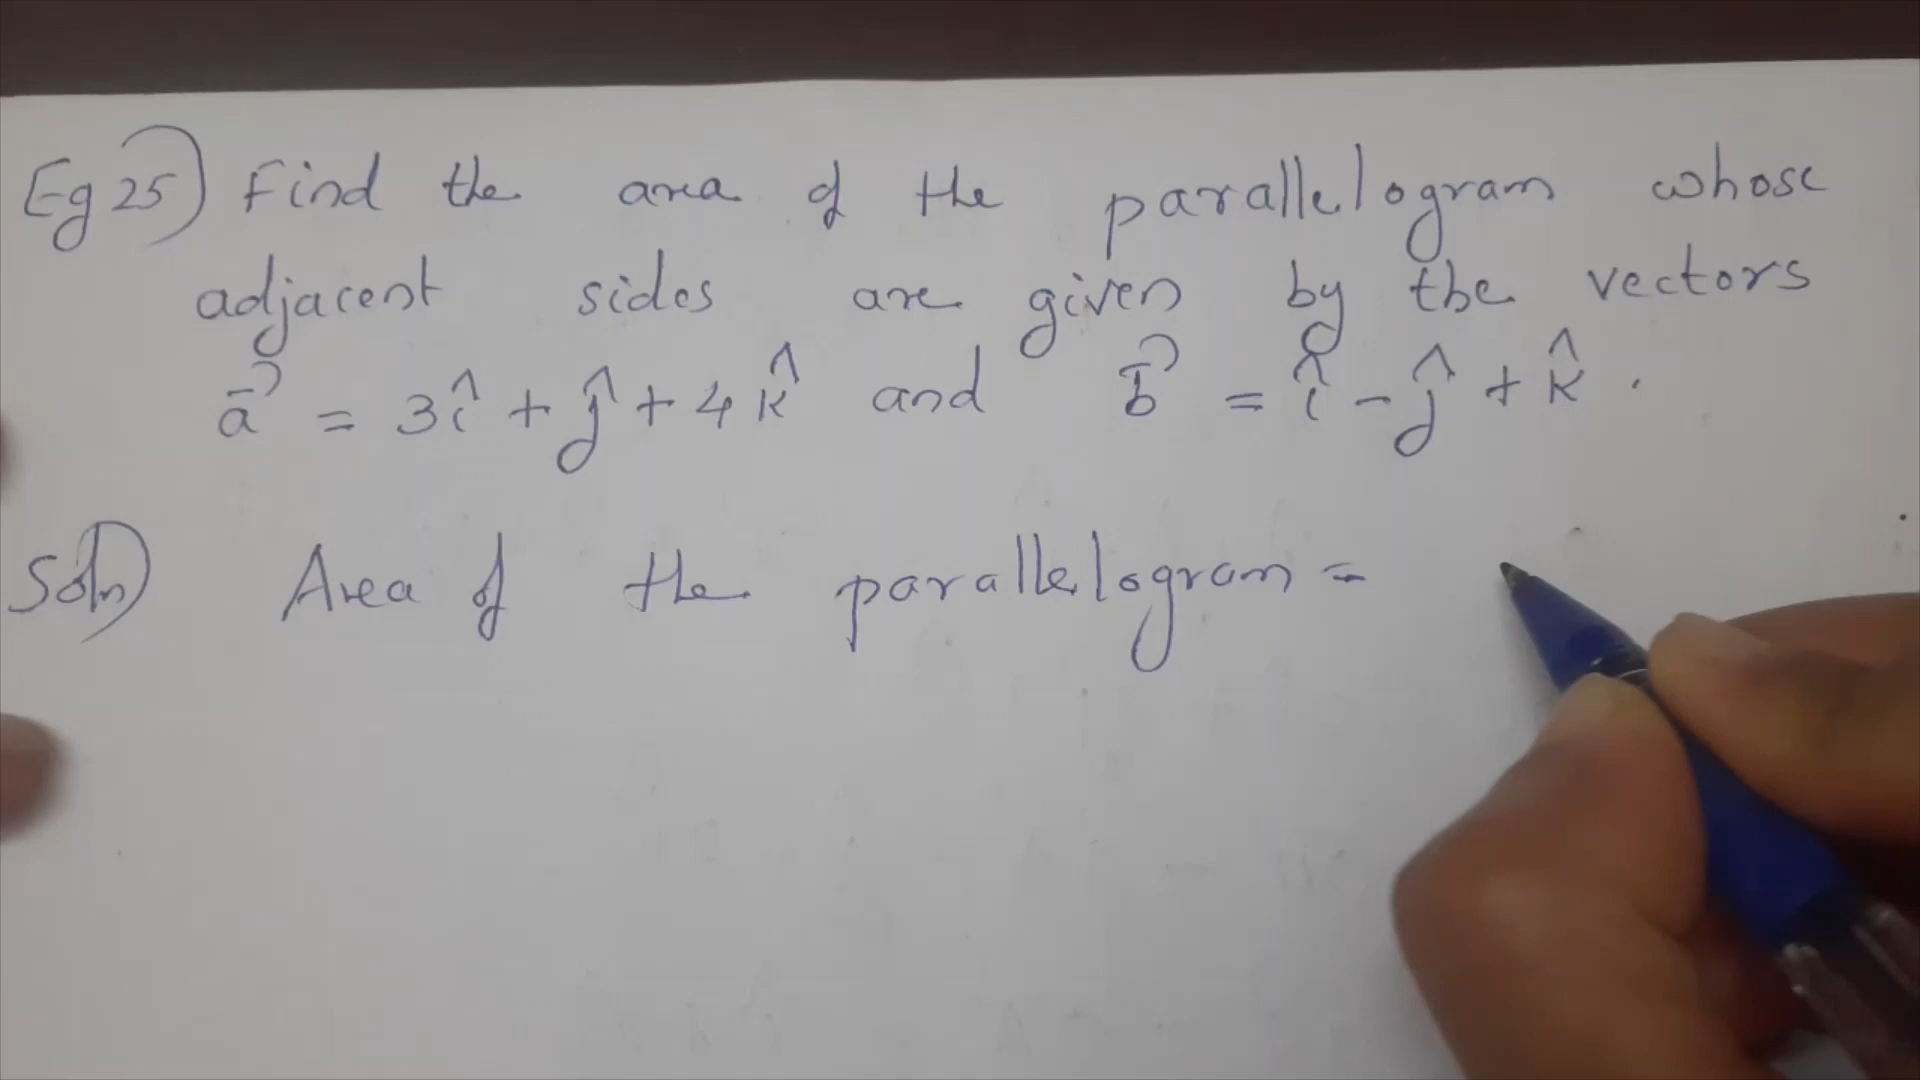 Eg 25) Find the area of the parallelogram whose
adjacent sides are given by the vectors
a⃗ = 3î + ĵ + 4k̂ and b⃗ = î - ĵ + k̂ .
Soln) Area of the parallelogram =